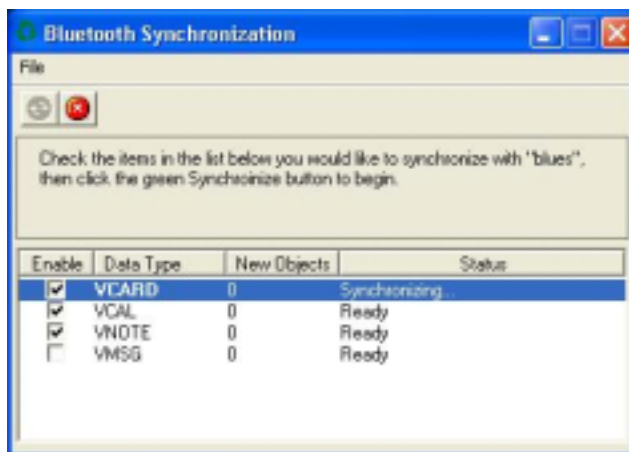 Bluetooth Synchronization
File
Check the items in the list below you would like to synchronize with "blues",
then click the green Synchroinize button to begin.
Enable Data Type New Objects Status
VCARD 0 Synchronizing...
VCAL 0 Ready
VNOTE 0 Ready
VMSG 0 Ready